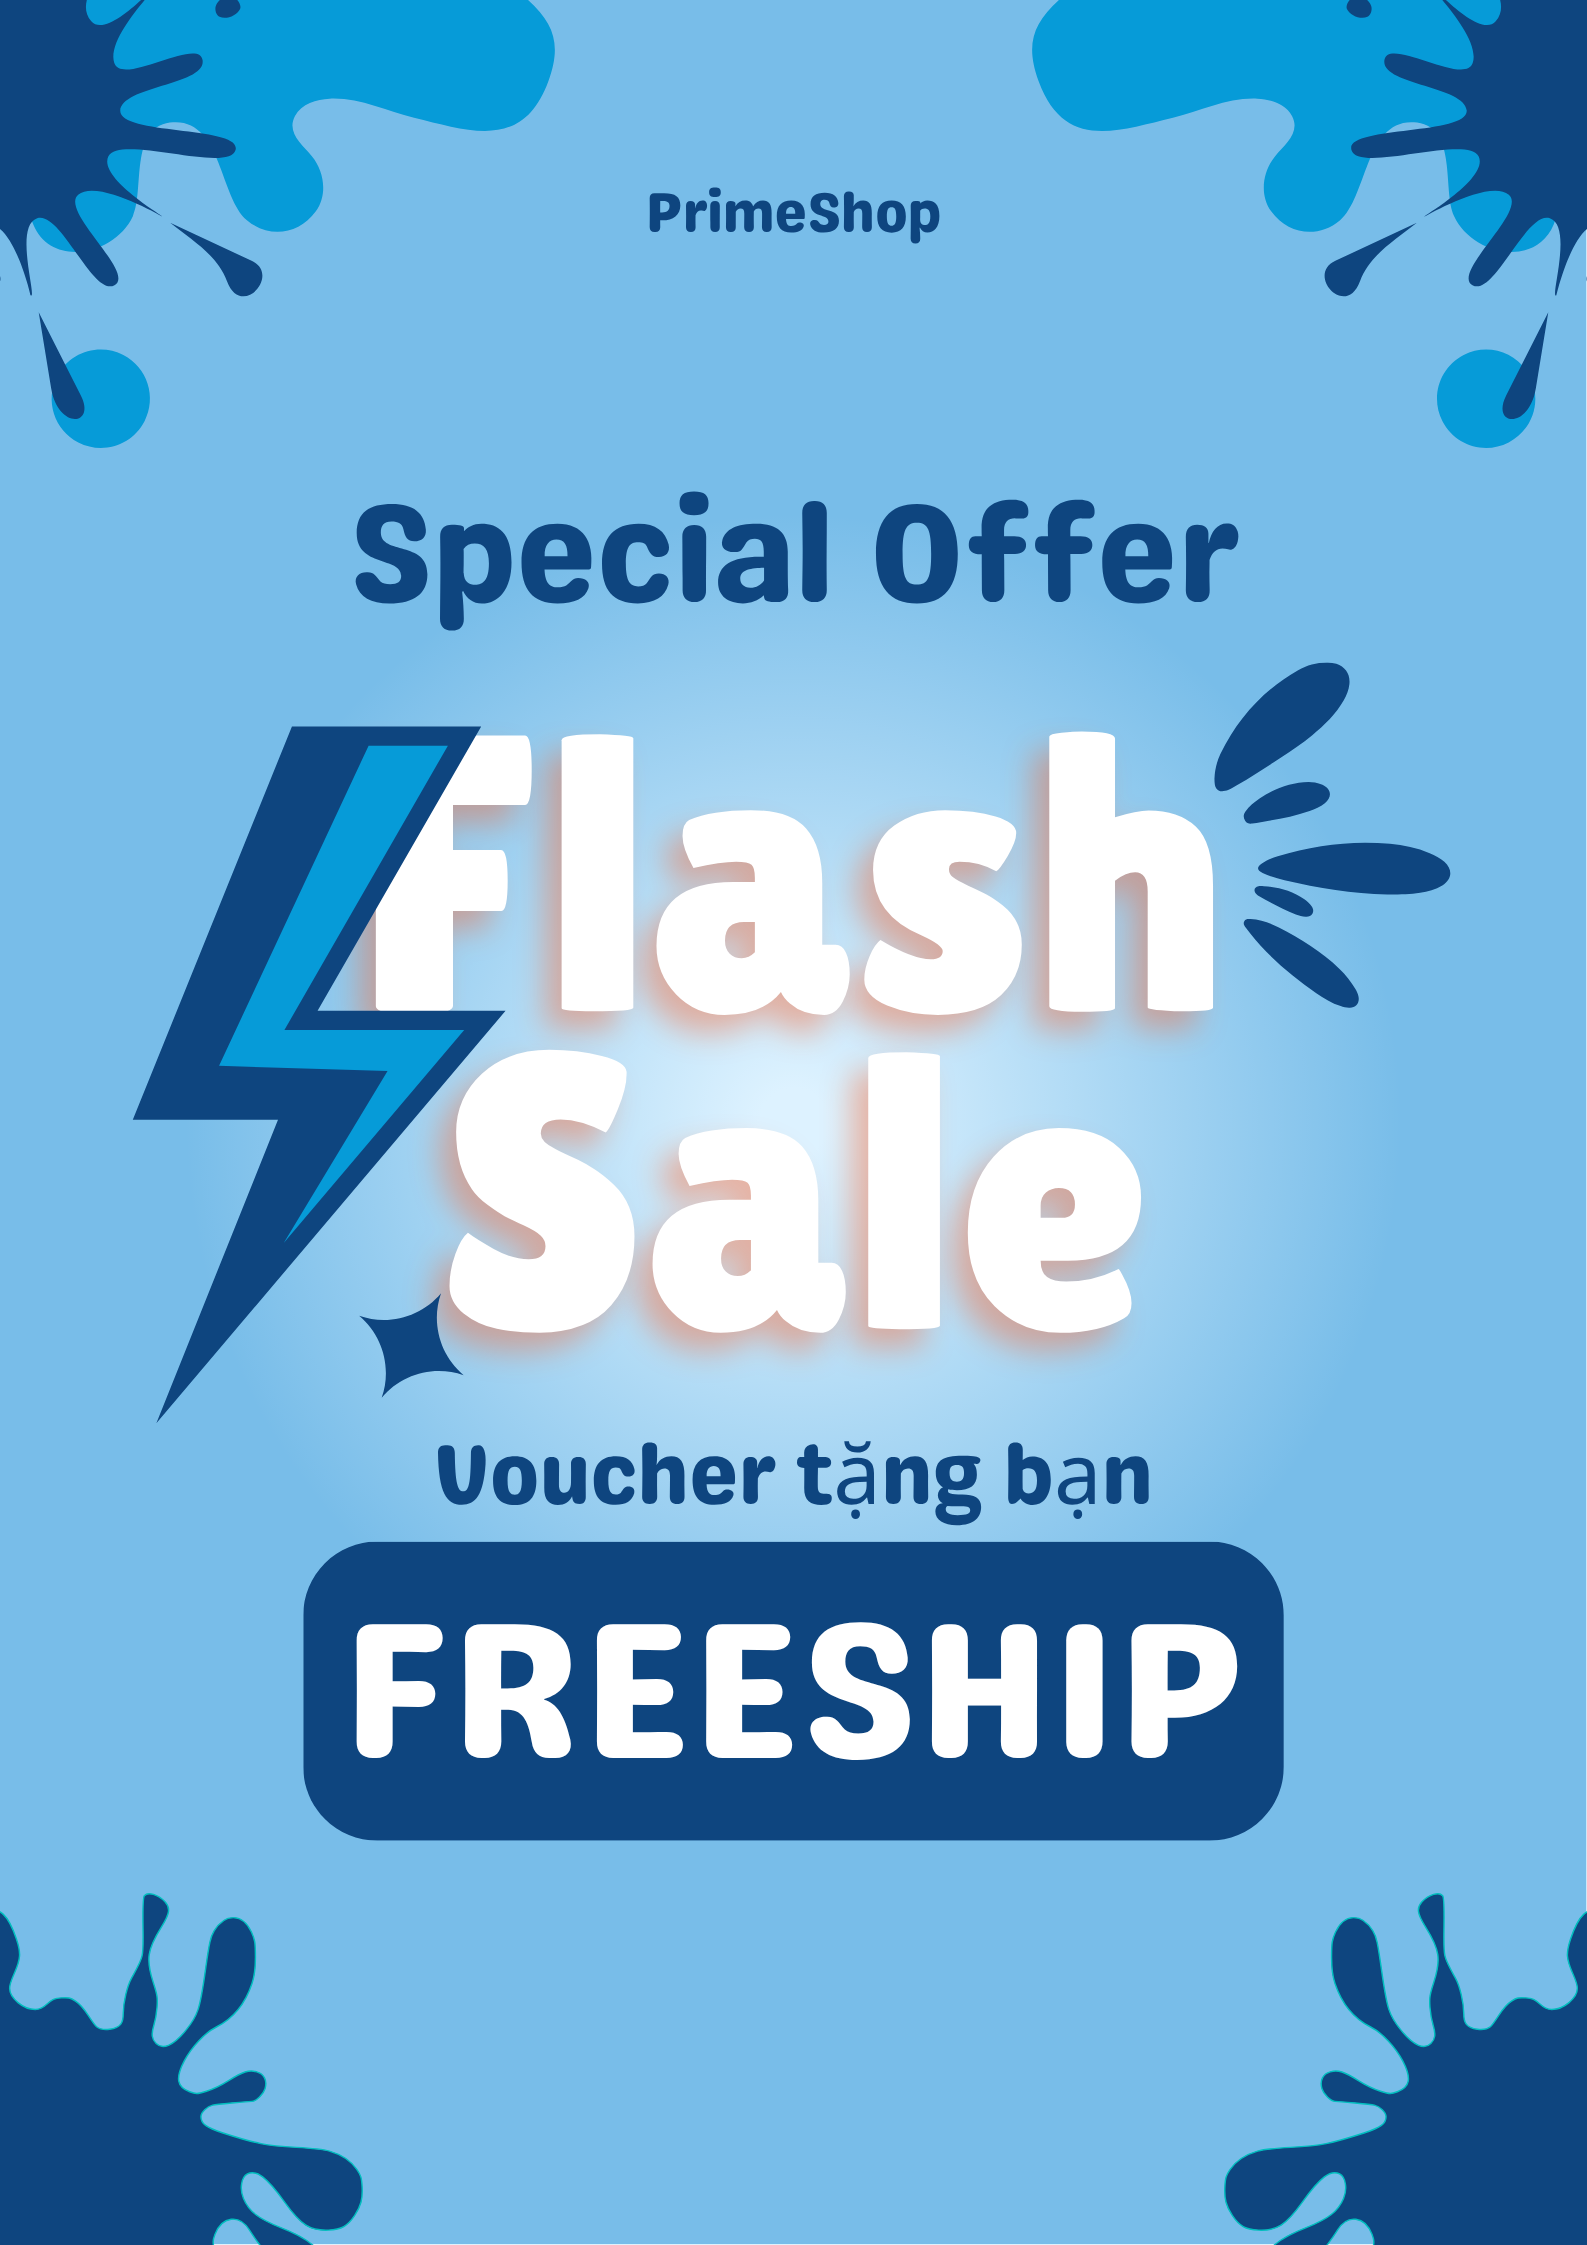 PrimeShop
Special Offer
Flash
Sale
Voucher tặng bạn
FREESHIP